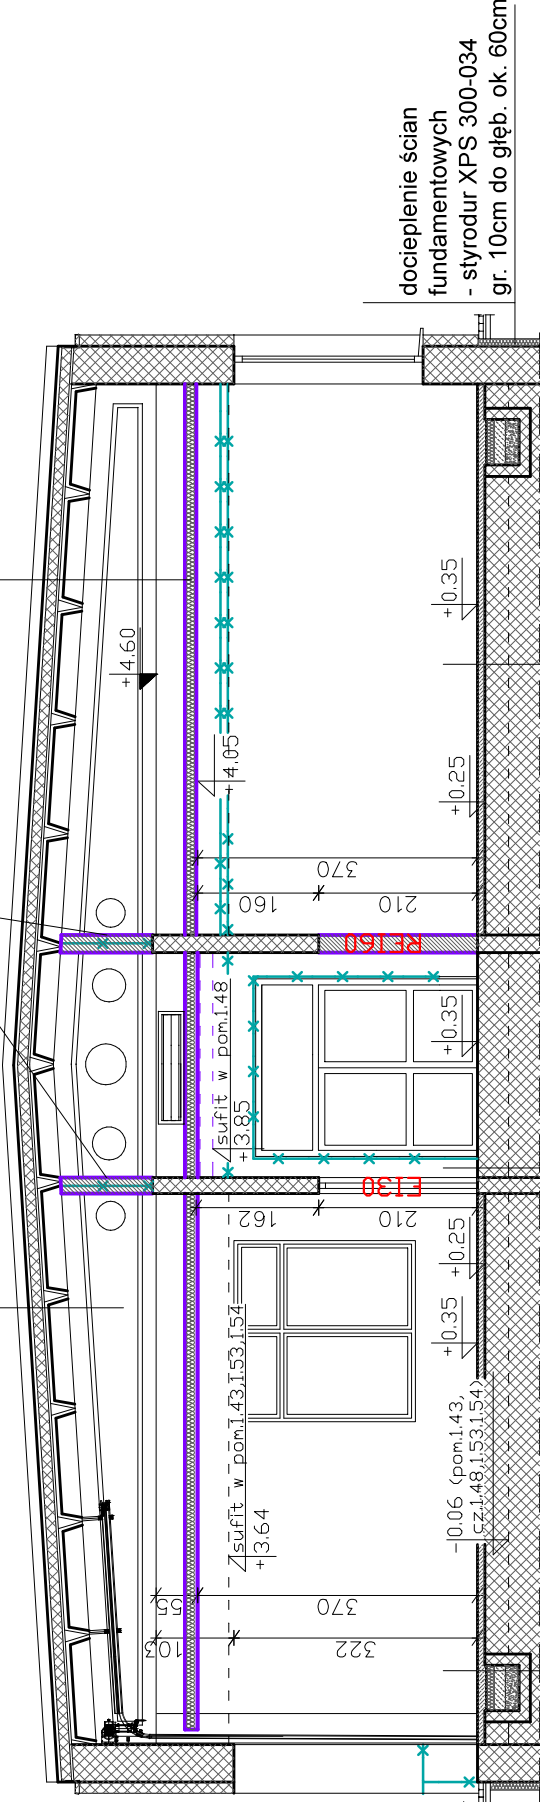 docieplenie ścian
fundamentowych
- styrodur XPS 300-034
gr. 10cm do głęb. ok. 60cm
+0.35
+4.60
+4.05
+0.25
370
160
210
REI60
+0.35
sufit w pom.1.48
+3.85
EI30
162
210
+0.25
+0.35
sufit w pom.1.43,1.53,1.54
+3.64
-0.06 (pom.1.43,
cz.1.48,1.53,1.54)
55
370
103
322